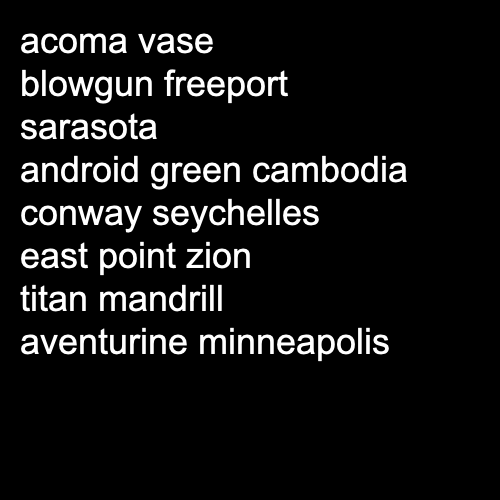 acoma vase
blowgun freeport
sarasota
android green cambodia
conway seychelles
east point zion
titan mandrill
aventurine minneapolis